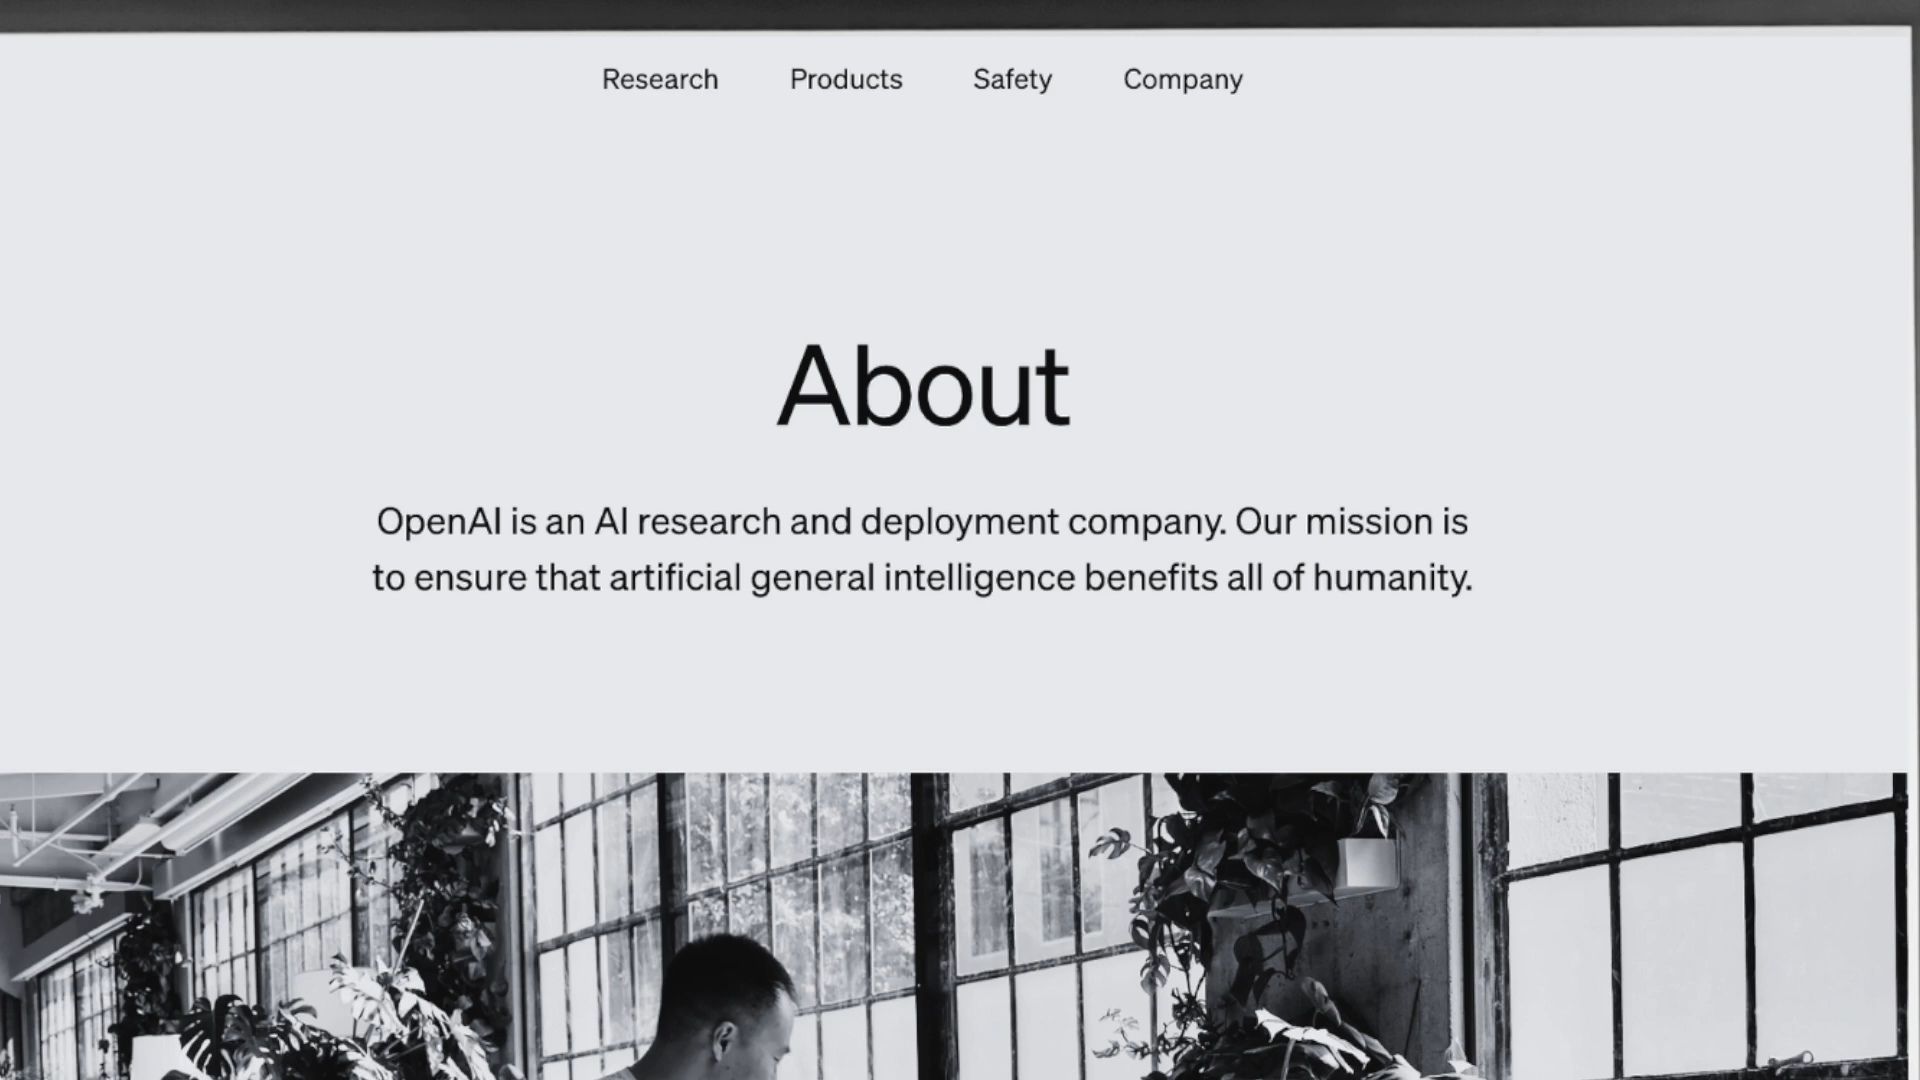 Research Products Safety Company
About
OpenAI is an AI research and deployment company. Our mission is
to ensure that artificial general intelligence benefits all of humanity.